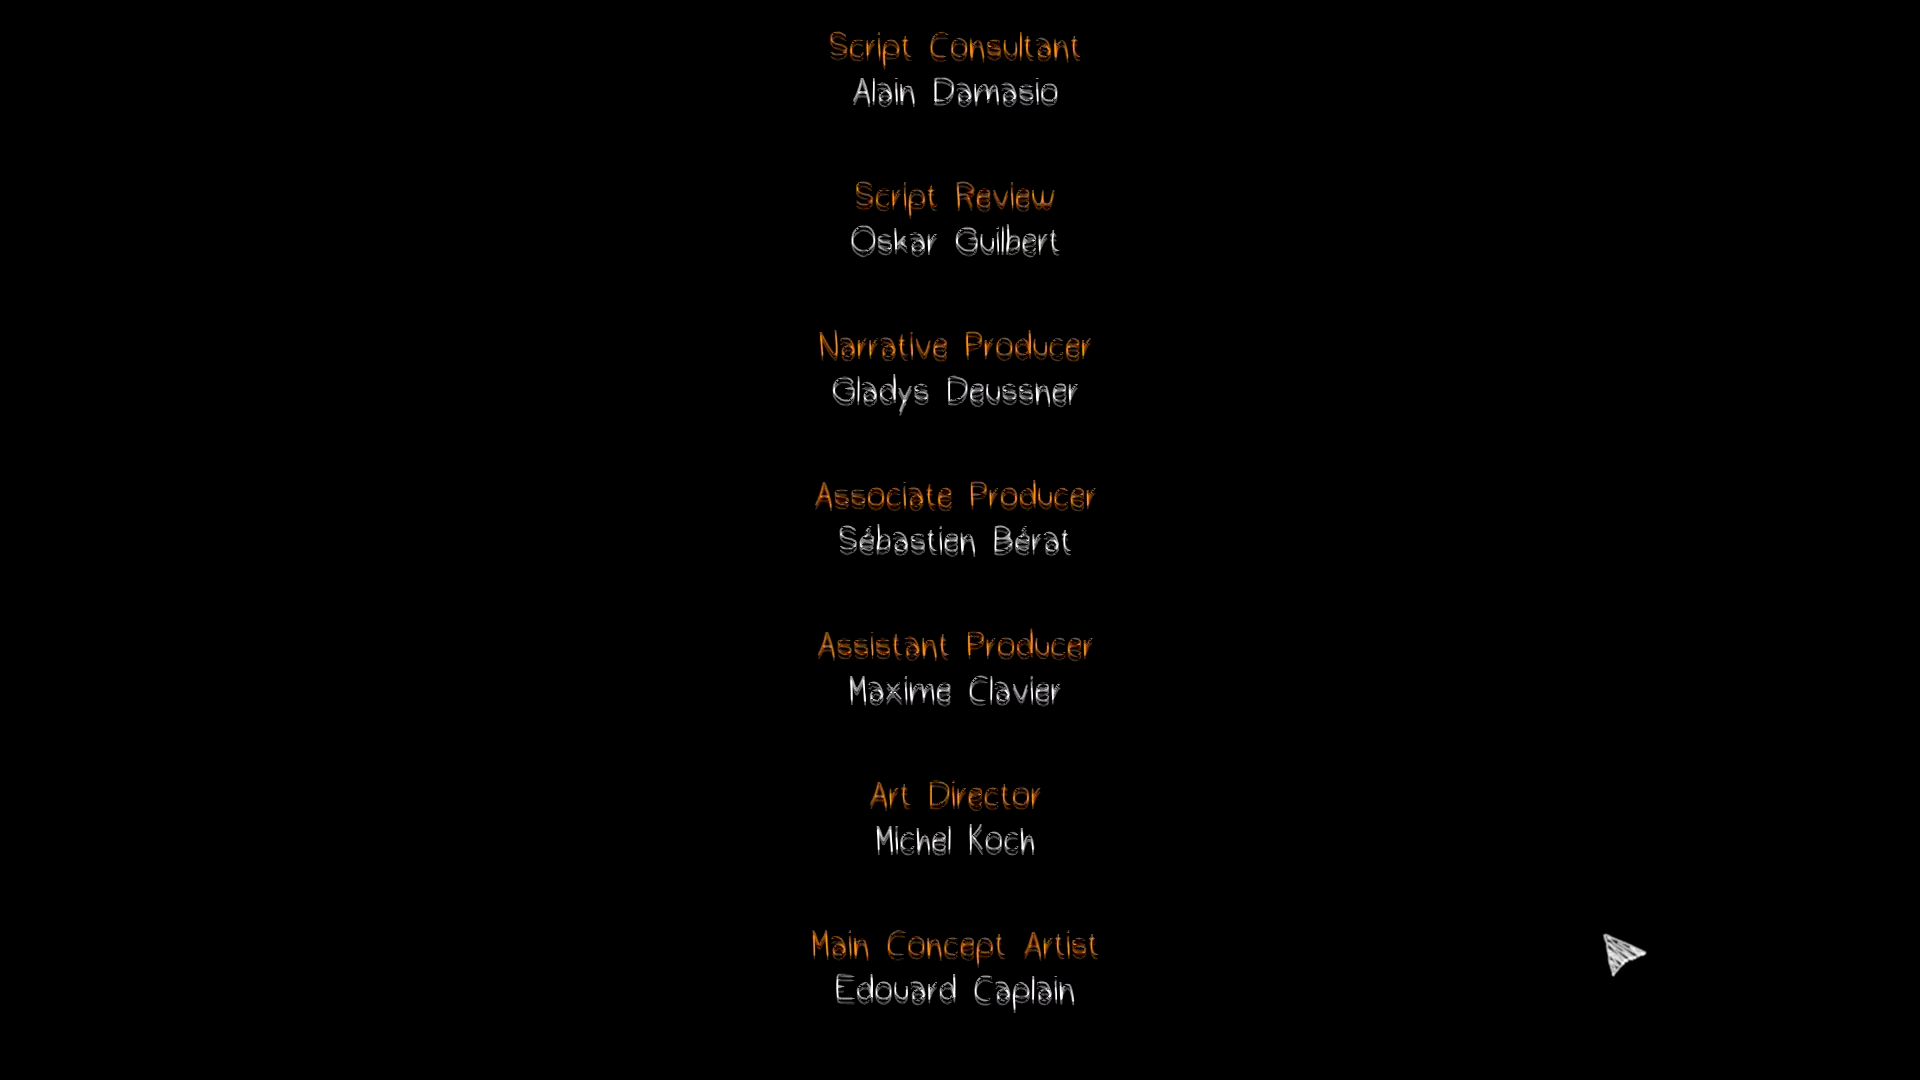 Script Consultant
Alain Damasio
Script Review
Oskar Guilbert
Narrative Producer
Gladys Deussner
Associate Producer
Sébastien Bérat
Assistant Producer
Maxime Clavier
Art Director
Michel Koch
Main Concept Artist
Edouard Caplain